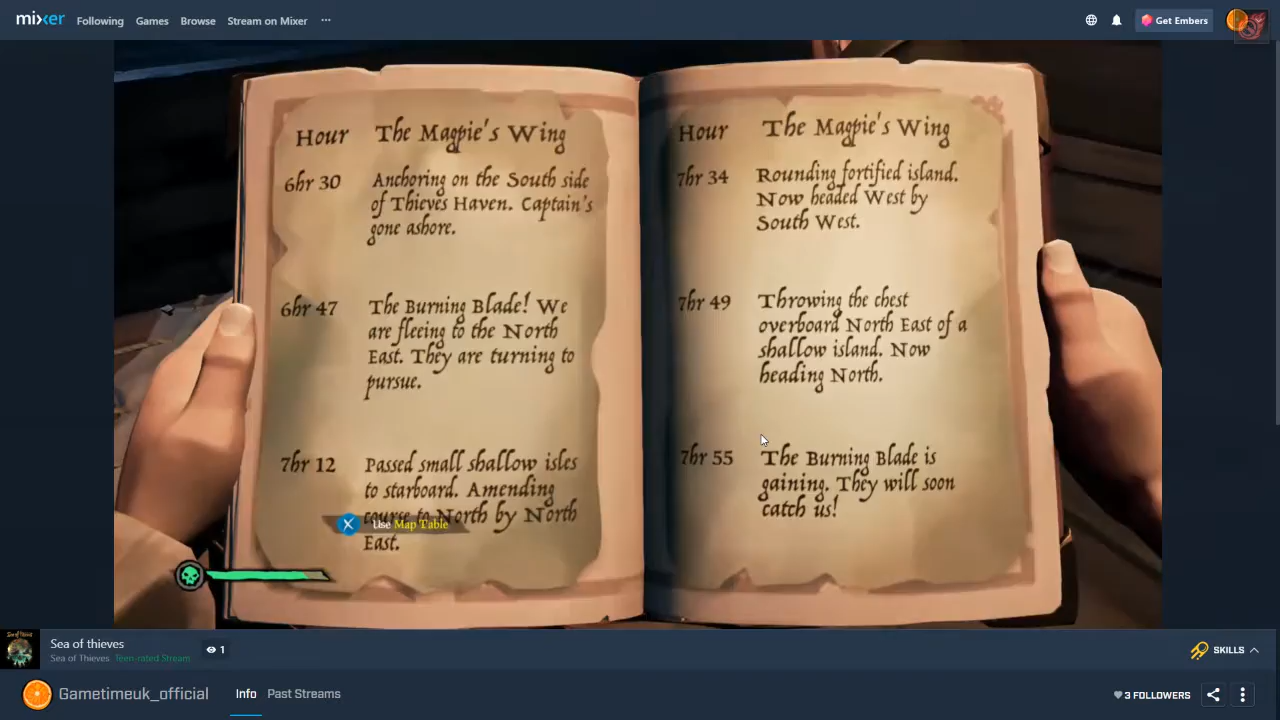 mixer Following Games Browse Stream on Mixer ... Get Embers
Hour The Magpie's Wing
6hr 30 Anchoring on the South side
of Thieves Haven. Captain's
gone ashore.
6hr 47 The Burning Blade! We
are fleeing to the North
East. They are turning to
pursue.
7hr 12 Passed small shallow isles
to starboard. Amending
course to North by North
East.
X Use Map Table
Hour The Magpie's Wing
7hr 34 Rounding fortified island.
Now headed West by
South West.
7hr 49 Throwing the chest
overboard North East of a
shallow island. Now
heading North.
7hr 55 The Burning Blade is
gaining. They will soon
catch us!
Sea of Thieves
Sea of thieves
Sea of Thieves Teen-rated Stream
1
SKILLS
Gametimeuk_official Info Past Streams
3 FOLLOWERS